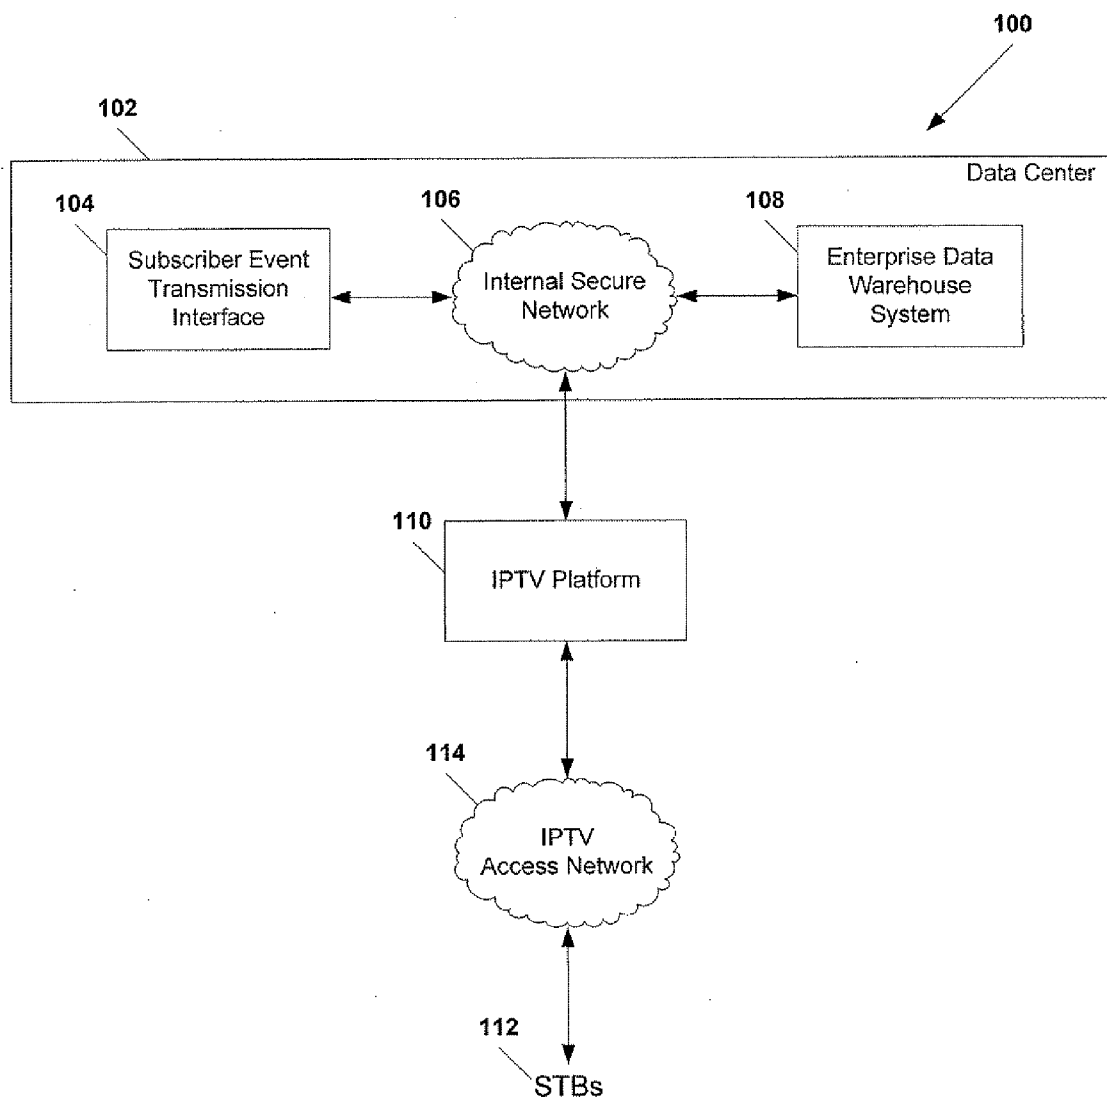 100
102
Data Center
104
106
108
Subscriber Event
Transmission
Interface
Internal Secure
Network
Enterprise Data
Warehouse
System
110
IPTV Platform
114
IPTV
Access Network
112
STBs